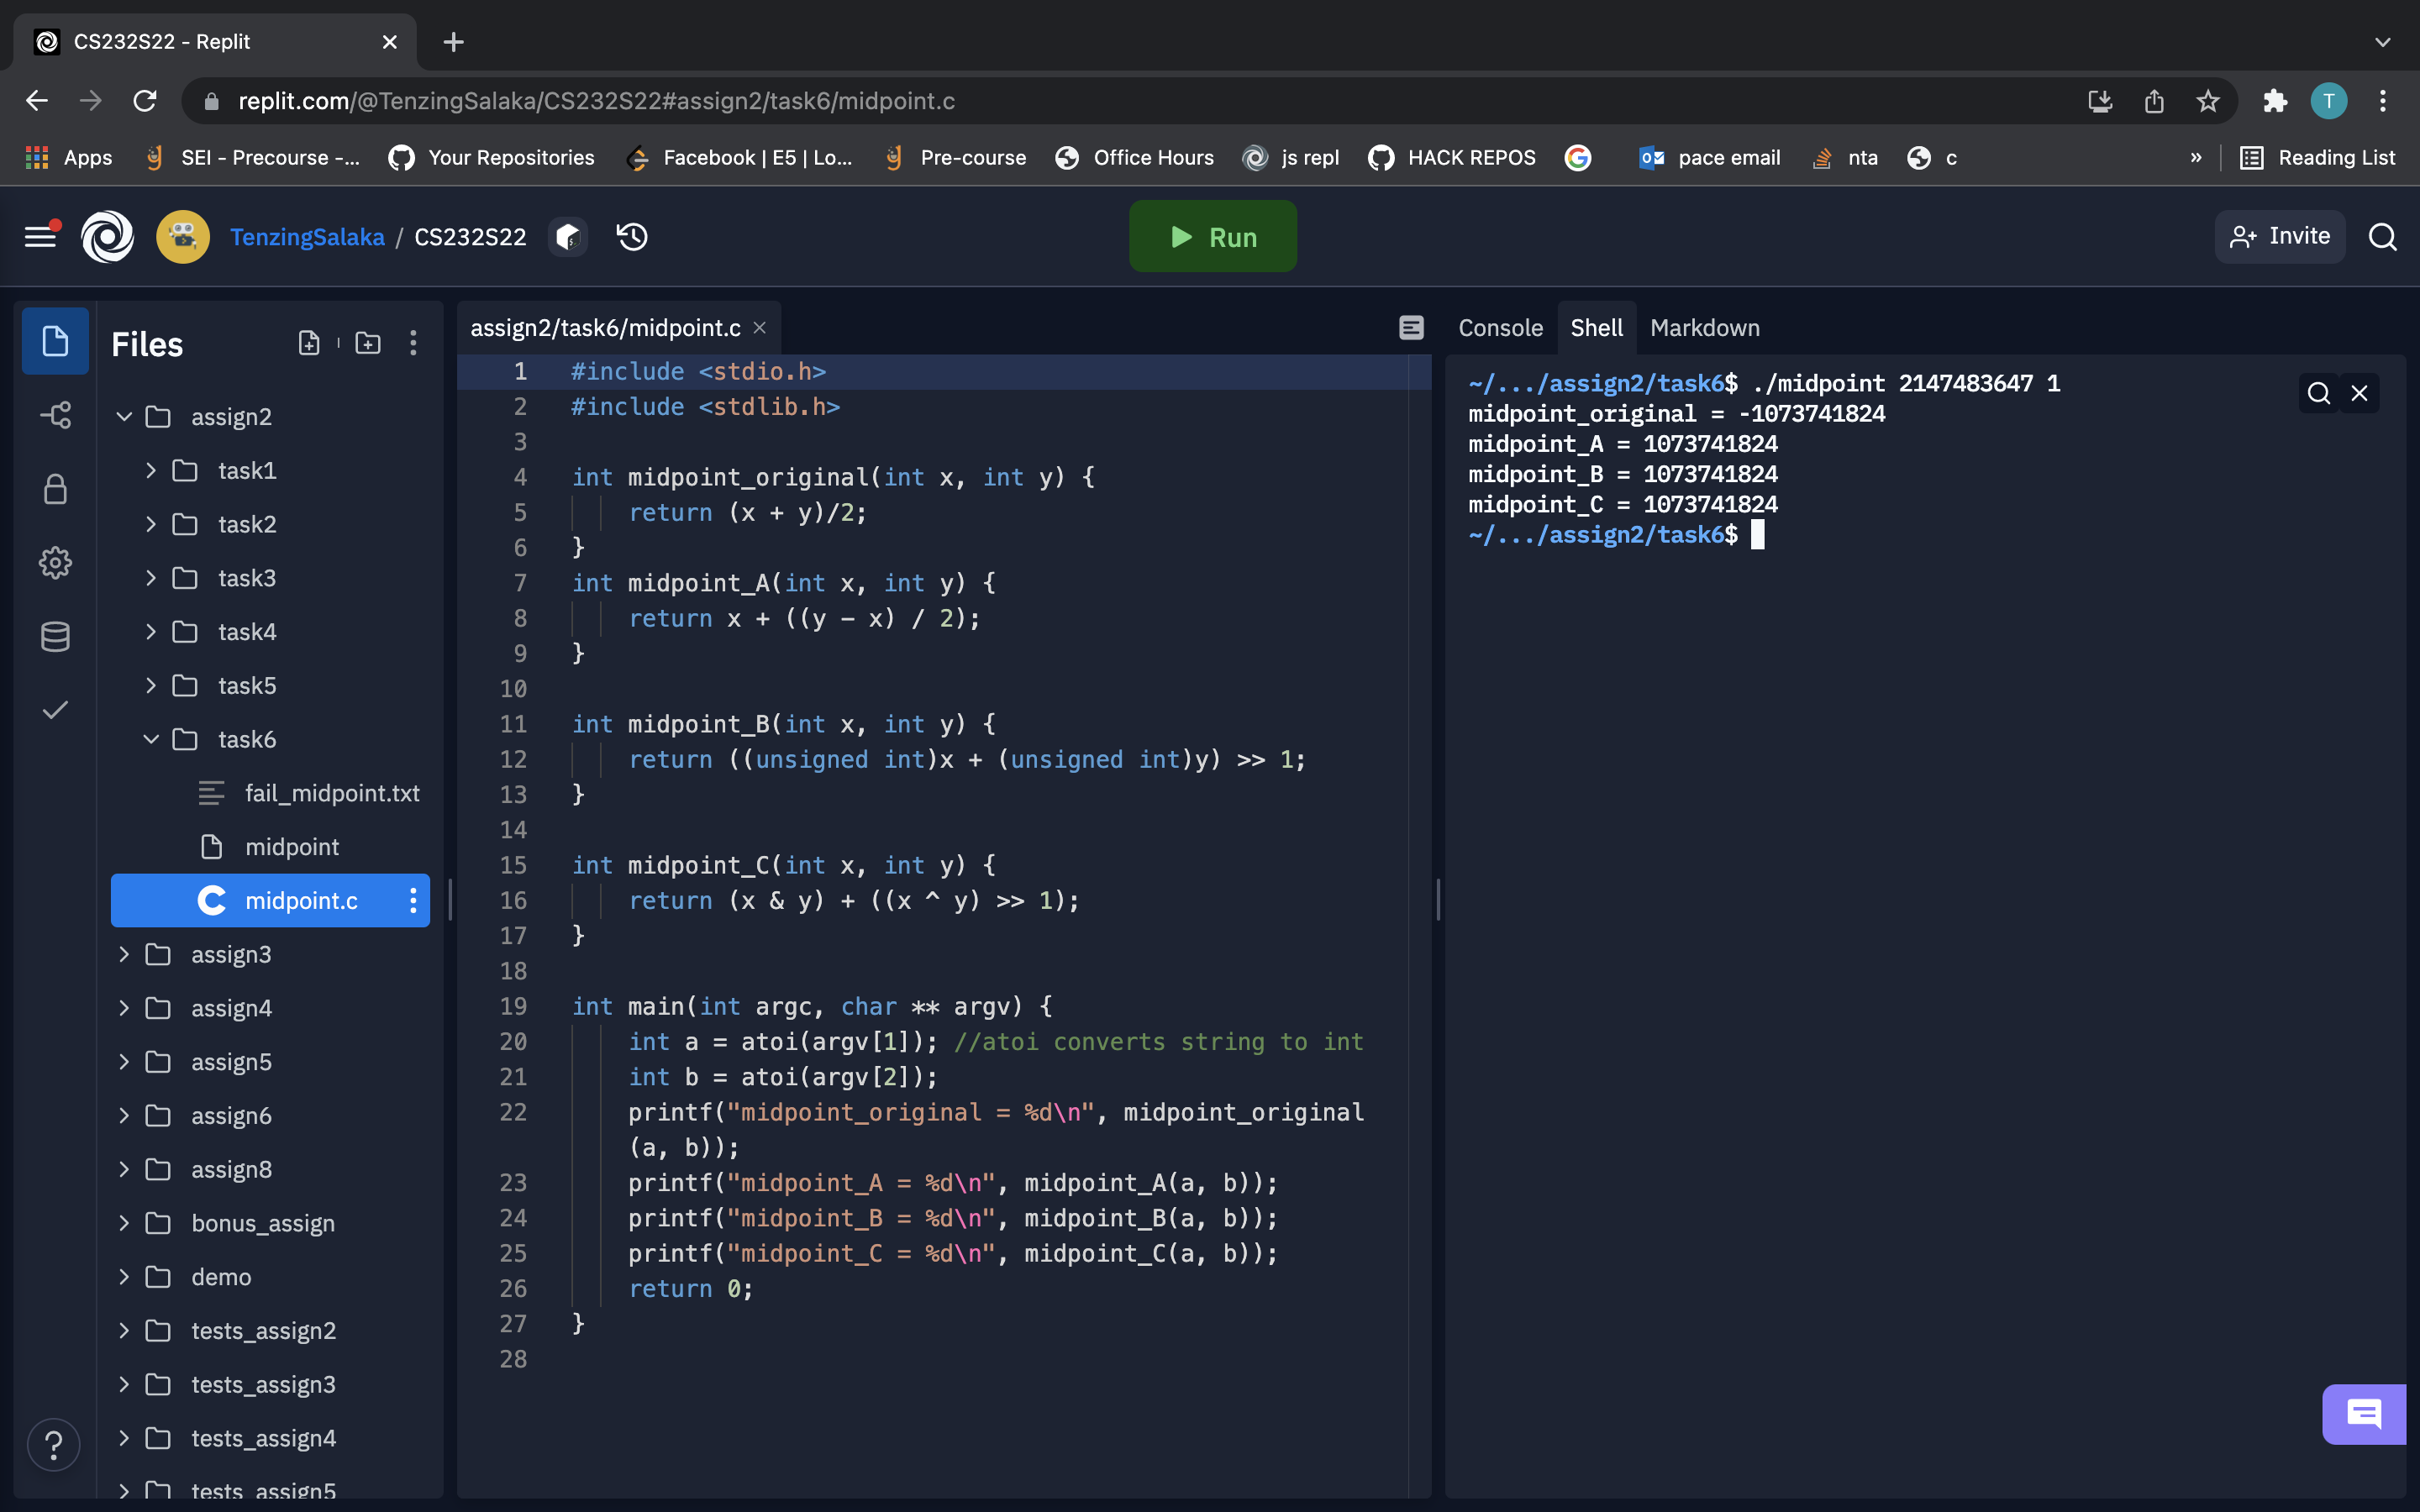 CS232S22 - Replit
replit.com/@TenzingSalaka/CS232S22#assign2/task6/midpoint.c
T
Apps
SEI - Precourse -...
Your Repositories
Facebook | E5 | Lo...
Pre-course
Office Hours
js repl
HACK REPOS
pace email
nta
c
»
Reading List
TenzingSalaka / CS232S22
Run
Invite
Files
assign2
task1
task2
task3
task4
task5
task6
fail_midpoint.txt
midpoint
midpoint.c
assign3
assign4
assign5
assign6
assign8
bonus_assign
demo
tests_assign2
tests_assign3
tests_assign4
tests_assign5
assign2/task6/midpoint.c
1 #include <stdio.h>
2 #include <stdlib.h>
3
4 int midpoint_original(int x, int y) {
5 return (x + y)/2;
6 }
7 int midpoint_A(int x, int y) {
8 return x + ((y - x) / 2);
9 }
10
11 int midpoint_B(int x, int y) {
12 return ((unsigned int)x + (unsigned int)y) >> 1;
13 }
14
15 int midpoint_C(int x, int y) {
16 return (x & y) + ((x ^ y) >> 1);
17 }
18
19 int main(int argc, char ** argv) {
20 int a = atoi(argv[1]); //atoi converts string to int
21 int b = atoi(argv[2]);
22 printf("midpoint_original = %d\n", midpoint_original
(a, b));
23 printf("midpoint_A = %d\n", midpoint_A(a, b));
24 printf("midpoint_B = %d\n", midpoint_B(a, b));
25 printf("midpoint_C = %d\n", midpoint_C(a, b));
26 return 0;
27 }
28
Console
Shell
Markdown
~/.../assign2/task6$ ./midpoint 2147483647 1
midpoint_original = -1073741824
midpoint_A = 1073741824
midpoint_B = 1073741824
midpoint_C = 1073741824
~/.../assign2/task6$